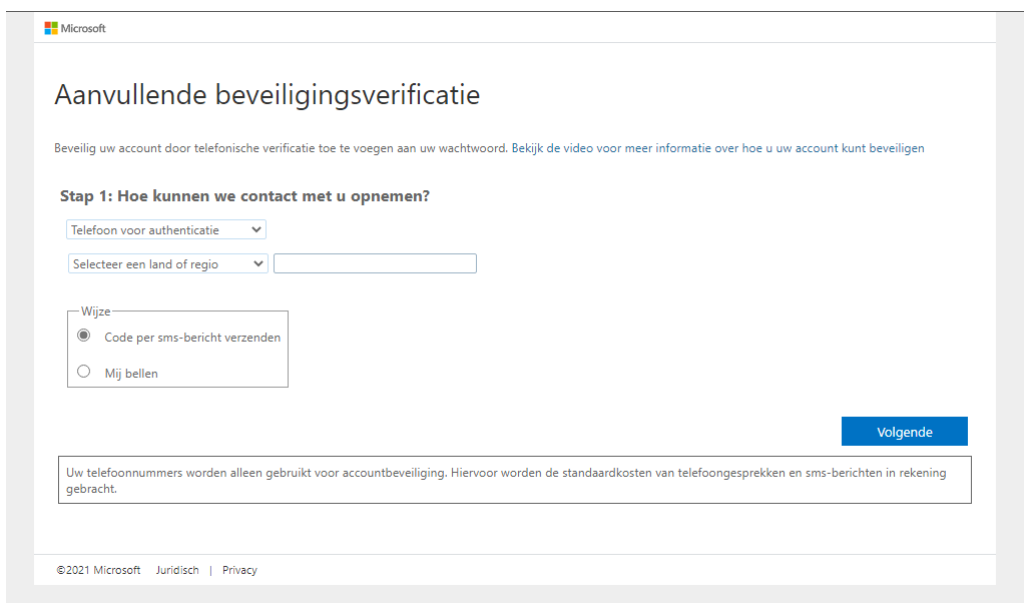 Microsoft
Aanvullende beveiligingsverificatie
Beveilig uw account door telefonische verificatie toe te voegen aan uw wachtwoord. Bekijk de video voor meer informatie over hoe u uw account kunt beveiligen
Stap 1: Hoe kunnen we contact met u opnemen?
Telefoon voor authenticatie
Selecteer een land of regio
Wijze
Code per sms-bericht verzenden
Mij bellen
Volgende
Uw telefoonnummers worden alleen gebruikt voor accountbeveiliging. Hiervoor worden de standaardkosten van telefoongesprekken en sms-berichten in rekening
gebracht.
©2021 Microsoft Juridisch | Privacy